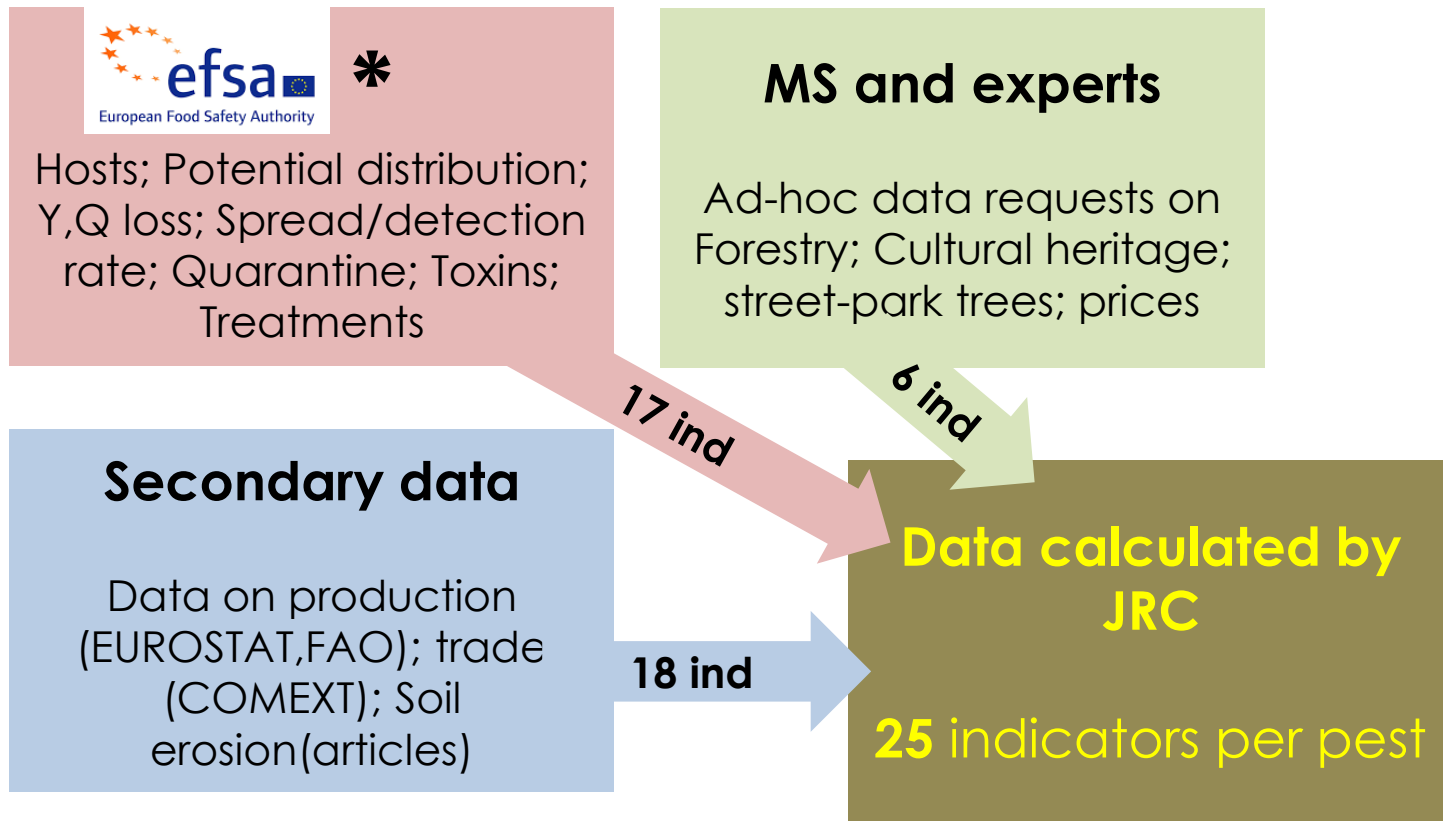 efsa
European Food Safety Authority
*
Hosts; Potential distribution;
Y,Q loss; Spread/detection
rate; Quarantine; Toxins;
Treatments
MS and experts
Ad-hoc data requests on
Forestry; Cultural heritage;
street-park trees; prices
17 ind
6 ind
Secondary data
Data on production
(EUROSTAT,FAO); trade
(COMEXT); Soil
erosion(articles)
18 ind
Data calculated by
JRC
25 indicators per pest